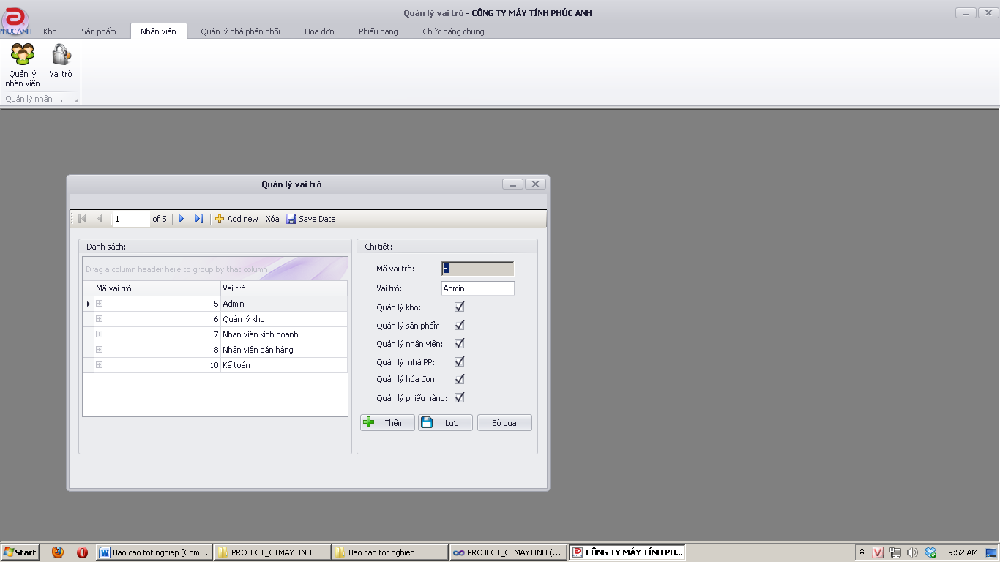 Quản lý vai trò - CÔNG TY MÁY TÍNH PHÚC ANH
PHUCANH
Kho
Sản phẩm
Nhân viên
Quản lý nhà phân phối
Hóa đơn
Phiếu hàng
Chức năng chung
Quản lý
nhân viên
Vai trò
Quản lý nhân ...
Quản lý vai trò
1
of 5
Add new
Xóa
Save Data
Danh sách:
Drag a column header here to group by that column
Mã vai trò
Vai trò
5
Admin
6
Quản lý kho
7
Nhân viên kinh doanh
8
Nhân viên bán hàng
10
Kế toán
Chi tiết:
Mã vai trò:
5
Vai trò:
Admin
Quản lý kho:
Quản lý sản phẩm:
Quản lý nhân viên:
Quản lý nhà PP:
Quản lý hóa đơn:
Quản lý phiếu hàng:
Thêm
Lưu
Bỏ qua
Start
Bao cao tot nghiep [Com...
PROJECT_CTMAYTINH
Bao cao tot nghiep
PROJECT_CTMAYTINH (...
CÔNG TY MÁY TÍNH PH...
9:52 AM